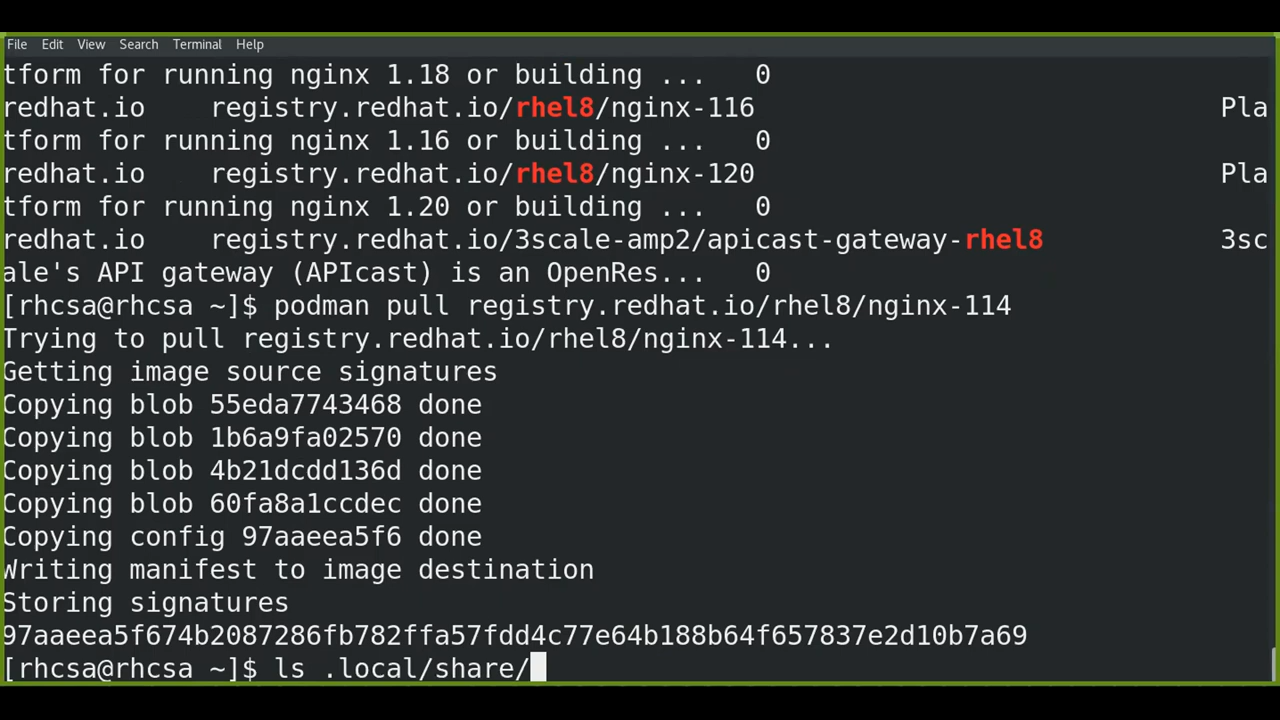 File Edit View Search Terminal Help
tform for running nginx 1.18 or building ... 0
redhat.io registry.redhat.io/rhel8/nginx-116 Pla
tform for running nginx 1.16 or building ... 0
redhat.io registry.redhat.io/rhel8/nginx-120 Pla
tform for running nginx 1.20 or building ... 0
redhat.io registry.redhat.io/3scale-amp2/apicast-gateway-rhel8 3sc
ale's API gateway (APIcast) is an OpenRes... 0
[rhcsa@rhcsa ~]$ podman pull registry.redhat.io/rhel8/nginx-114
Trying to pull registry.redhat.io/rhel8/nginx-114...
Getting image source signatures
Copying blob 55eda7743468 done
Copying blob 1b6a9fa02570 done
Copying blob 4b21dcdd136d done
Copying blob 60fa8a1ccdec done
Copying config 97aaeea5f6 done
Writing manifest to image destination
Storing signatures
97aaeea5f674b2087286fb782ffa57fdd4c77e64b188b64f657837e2d10b7a69
[rhcsa@rhcsa ~]$ ls .local/share/